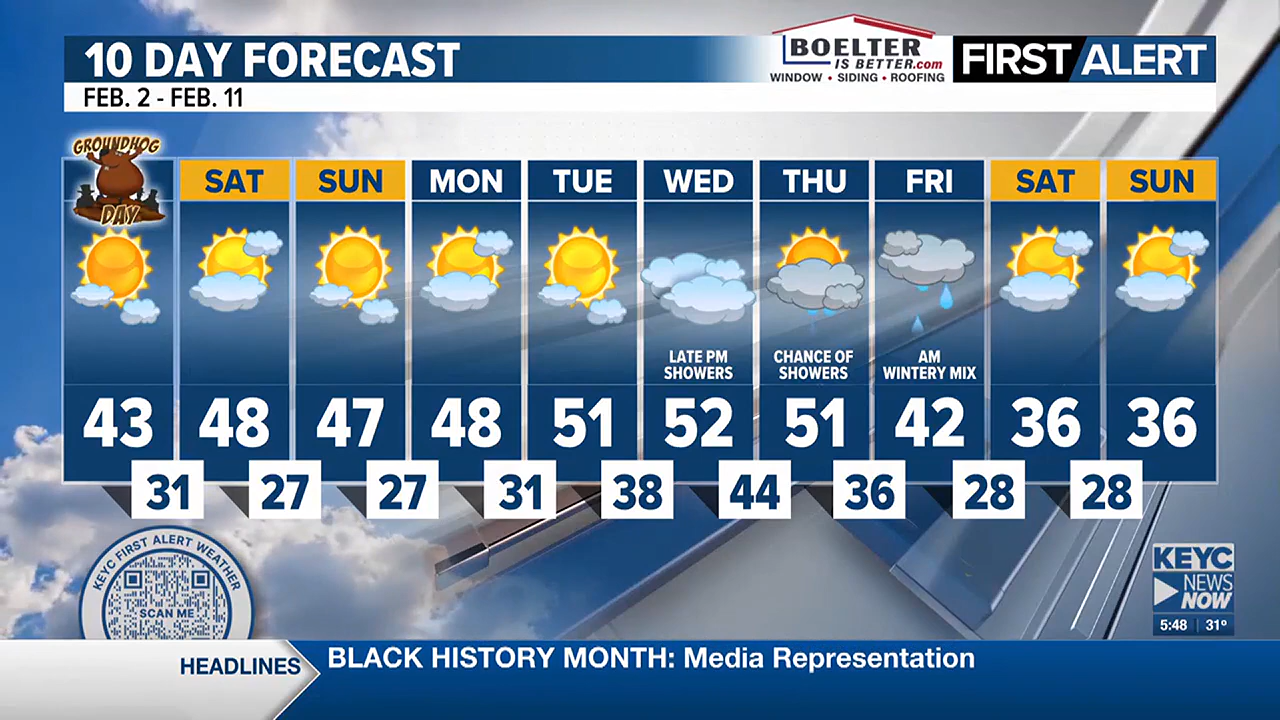 10 DAY FORECAST
FEB. 2 - FEB. 11
BOELTER
IS BETTER.com
WINDOW • SIDING • ROOFING
FIRST ALERT
GROUNDHOG
DAY
SAT SUN MON TUE WED THU FRI SAT SUN
LATE PM
SHOWERS
CHANCE OF
SHOWERS
AM
WINTERY MIX
43 48 47 48 51 52 51 42 36 36
31 27 27 31 38 44 36 28 28
KEYC FIRST ALERT WEATHER
SCAN ME
KEYC
NEWS
NOW
5:48 31°
HEADLINES
BLACK HISTORY MONTH: Media Representation